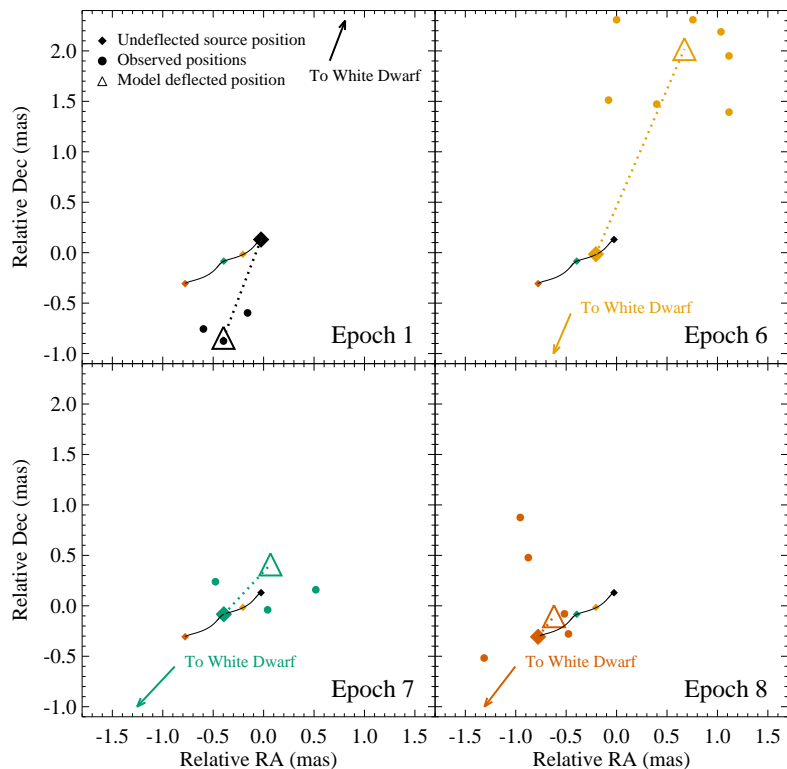 Undeflected source position
Observed positions
Model deflected position
To White Dwarf
Epoch 1
2.0
1.5
1.0
0.5
0.0
-0.5
-1.0
Relative Dec (mas)
To White Dwarf
Epoch 6
To White Dwarf
Epoch 7
2.0
1.5
1.0
0.5
0.0
-0.5
-1.0
Relative Dec (mas)
-1.5 -1.0 -0.5 0.0 0.5 1.0 1.5
Relative RA (mas)
To White Dwarf
Epoch 8
-1.5 -1.0 -0.5 0.0 0.5 1.0 1.5
Relative RA (mas)